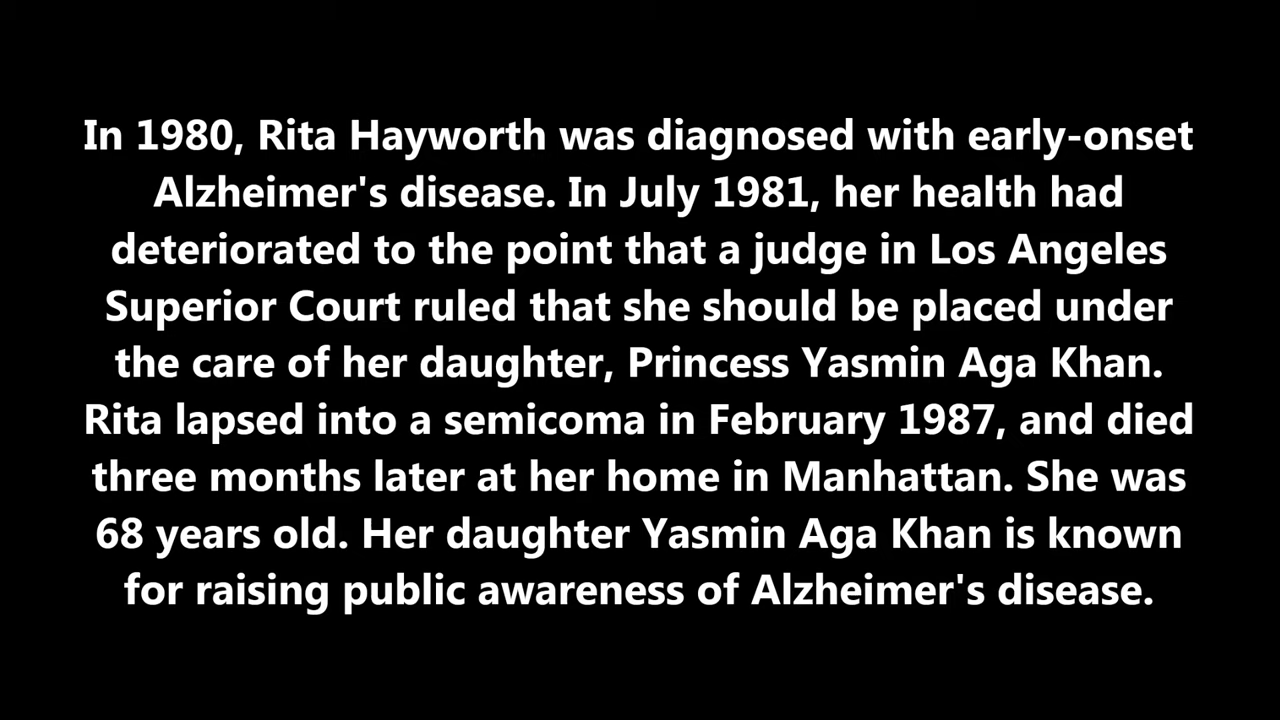 In 1980, Rita Hayworth was diagnosed with early-onset
Alzheimer's disease. In July 1981, her health had
deteriorated to the point that a judge in Los Angeles
Superior Court ruled that she should be placed under
the care of her daughter, Princess Yasmin Aga Khan.
Rita lapsed into a semicoma in February 1987, and died
three months later at her home in Manhattan. She was
68 years old. Her daughter Yasmin Aga Khan is known
for raising public awareness of Alzheimer's disease.